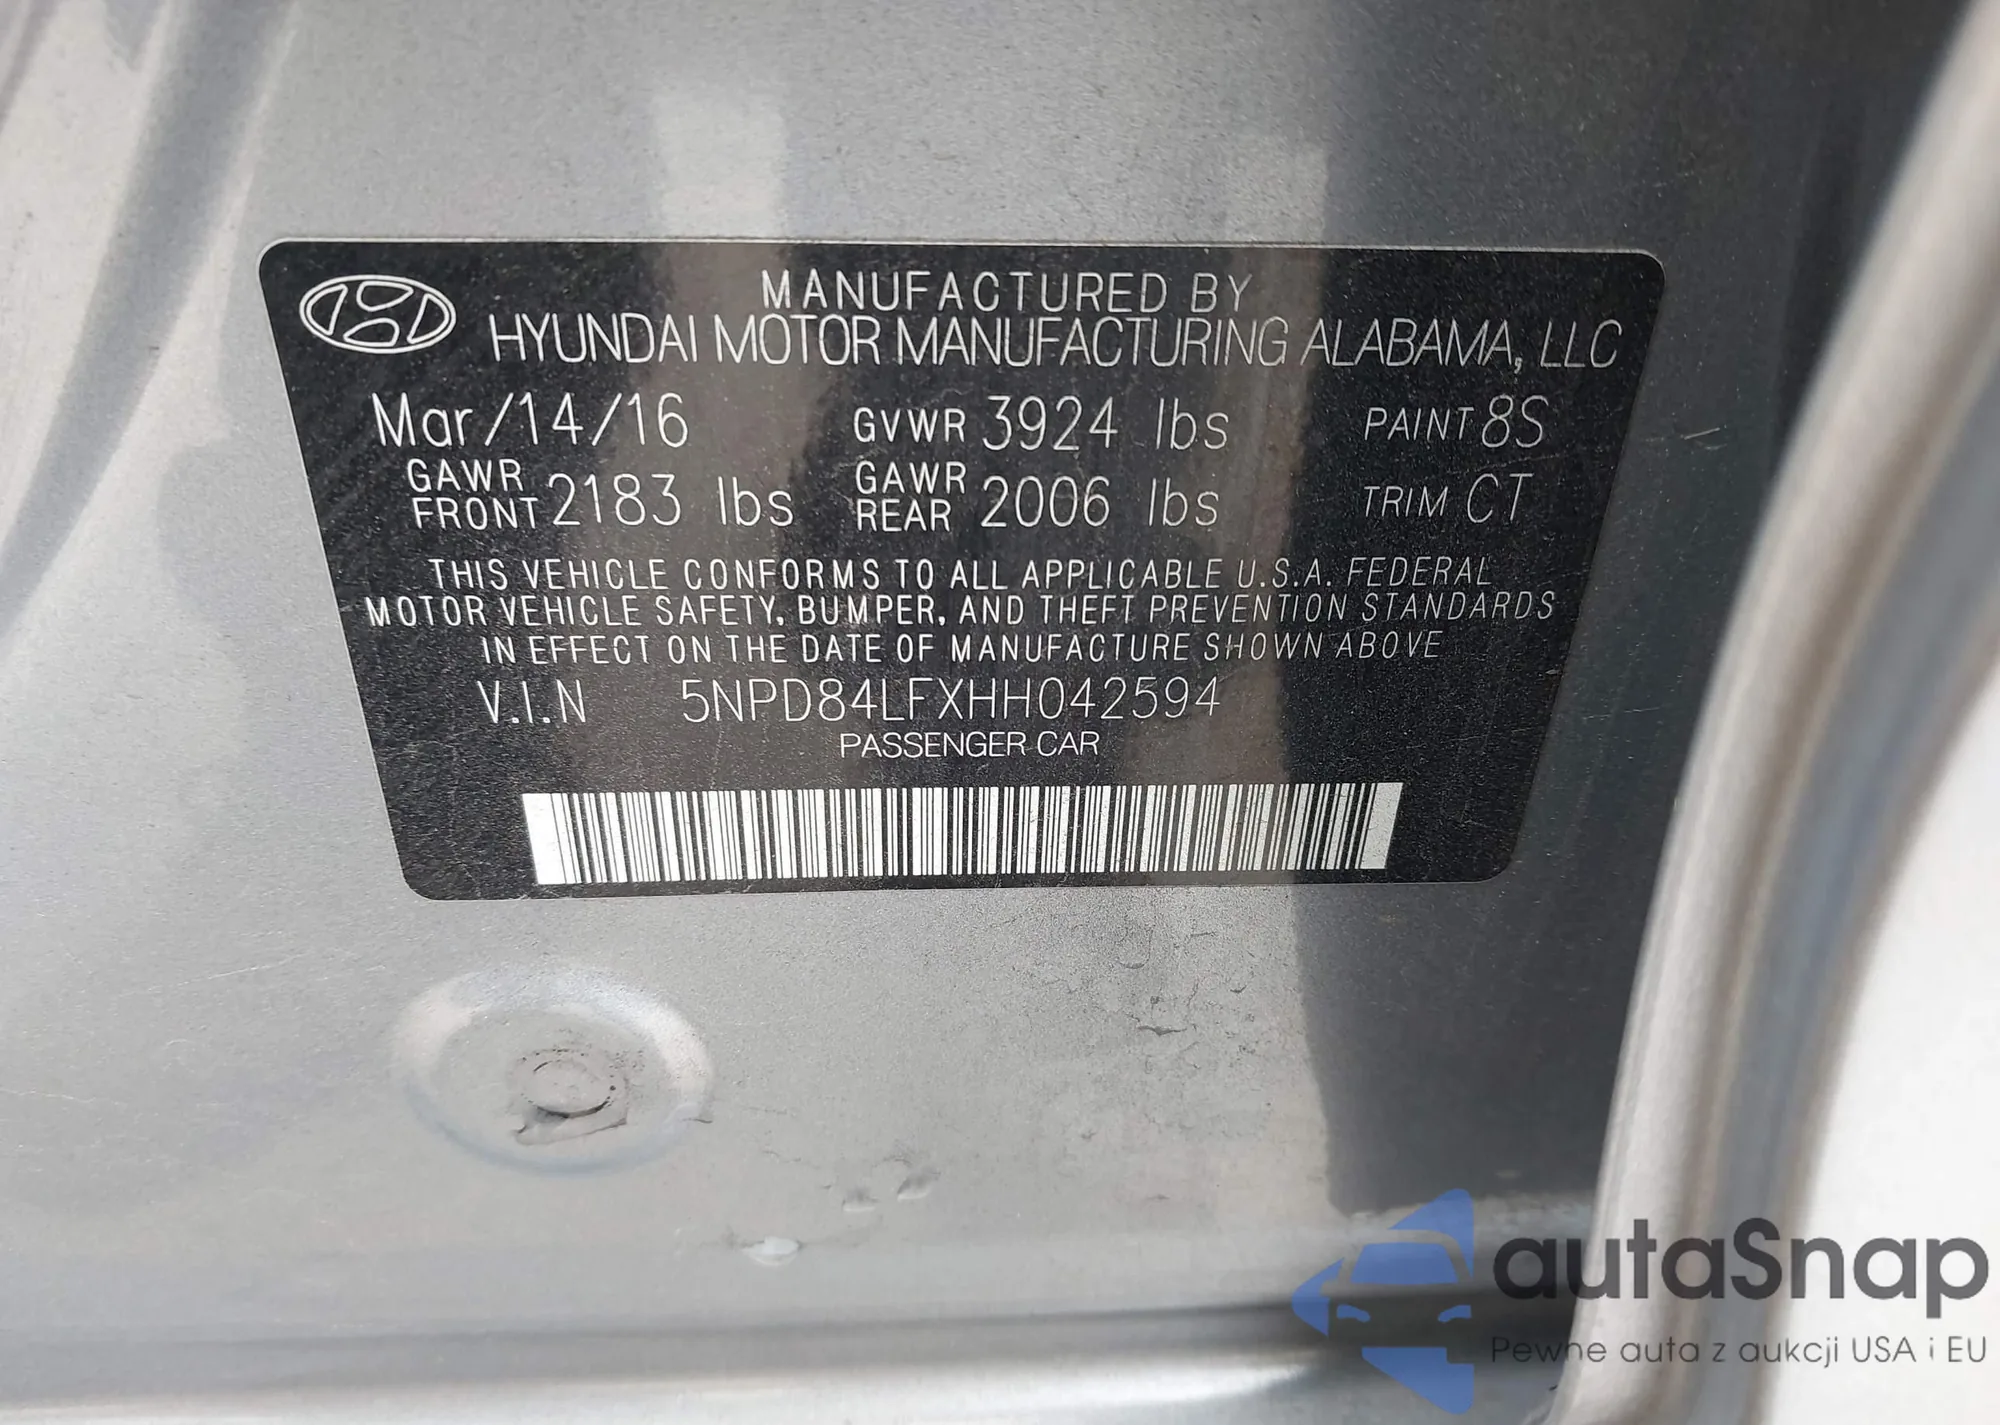 MANUFACTURED BY
HYUNDAI MOTOR MANUFACTURING ALABAMA, LLC
Mar/14/16 GVWR 3924 lbs PAINT 8S
GAWR FRONT 2183 lbs GAWR REAR 2006 lbs TRIM CT
THIS VEHICLE CONFORMS TO ALL APPLICABLE U.S.A. FEDERAL
MOTOR VEHICLE SAFETY, BUMPER, AND THEFT PREVENTION STANDARDS
IN EFFECT ON THE DATE OF MANUFACTURE SHOWN ABOVE
V.I.N 5NPD84LFXHH042594
PASSENGER CAR
autaSnap
Pewne auta z aukcji USA i EU